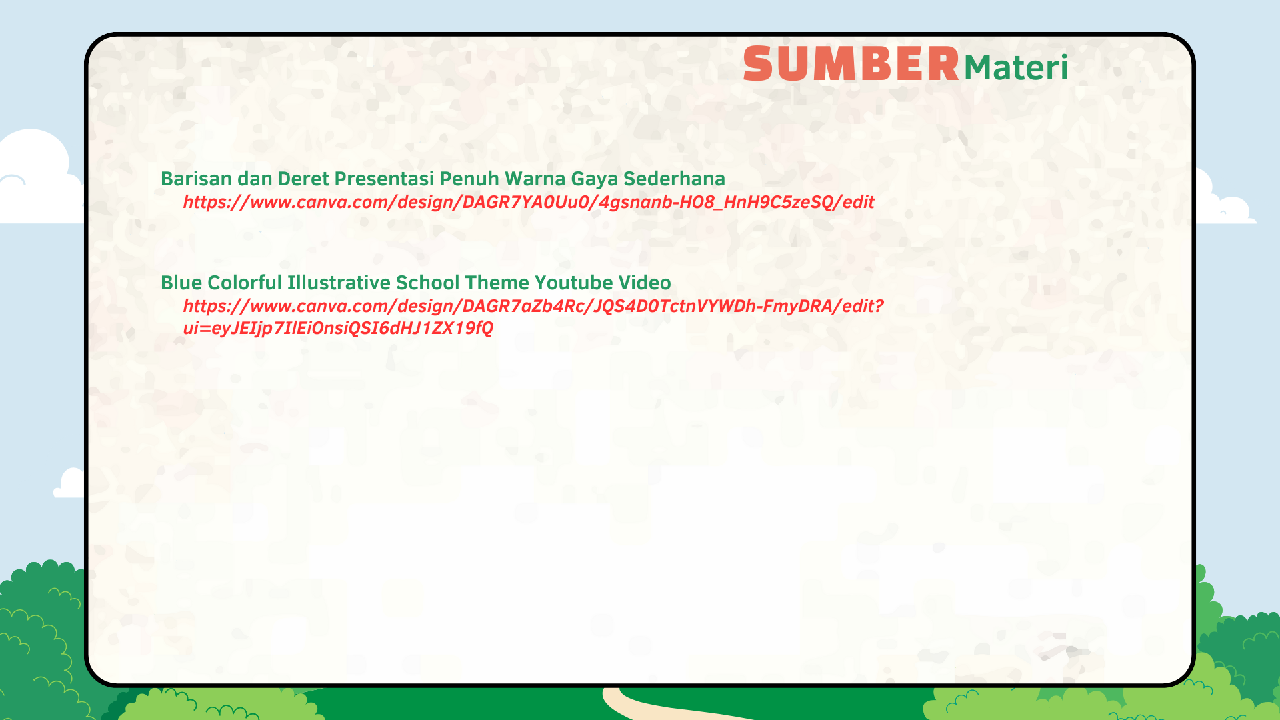 SUMBER Materi
Barisan dan Deret Presentasi Penuh Warna Gaya Sederhana
https://www.canva.com/design/DAGR7YA0Uu0/4gsnanb-HO8_HnH9C5zeSQ/edit
Blue Colorful Illustrative School Theme Youtube Video
https://www.canva.com/design/DAGR7aZb4Rc/JQS4D0TctnVYWDh-FmyDRA/edit?
ui=eyJEIjp7IlEiOnsiQSI6dHJ1ZX19fQ